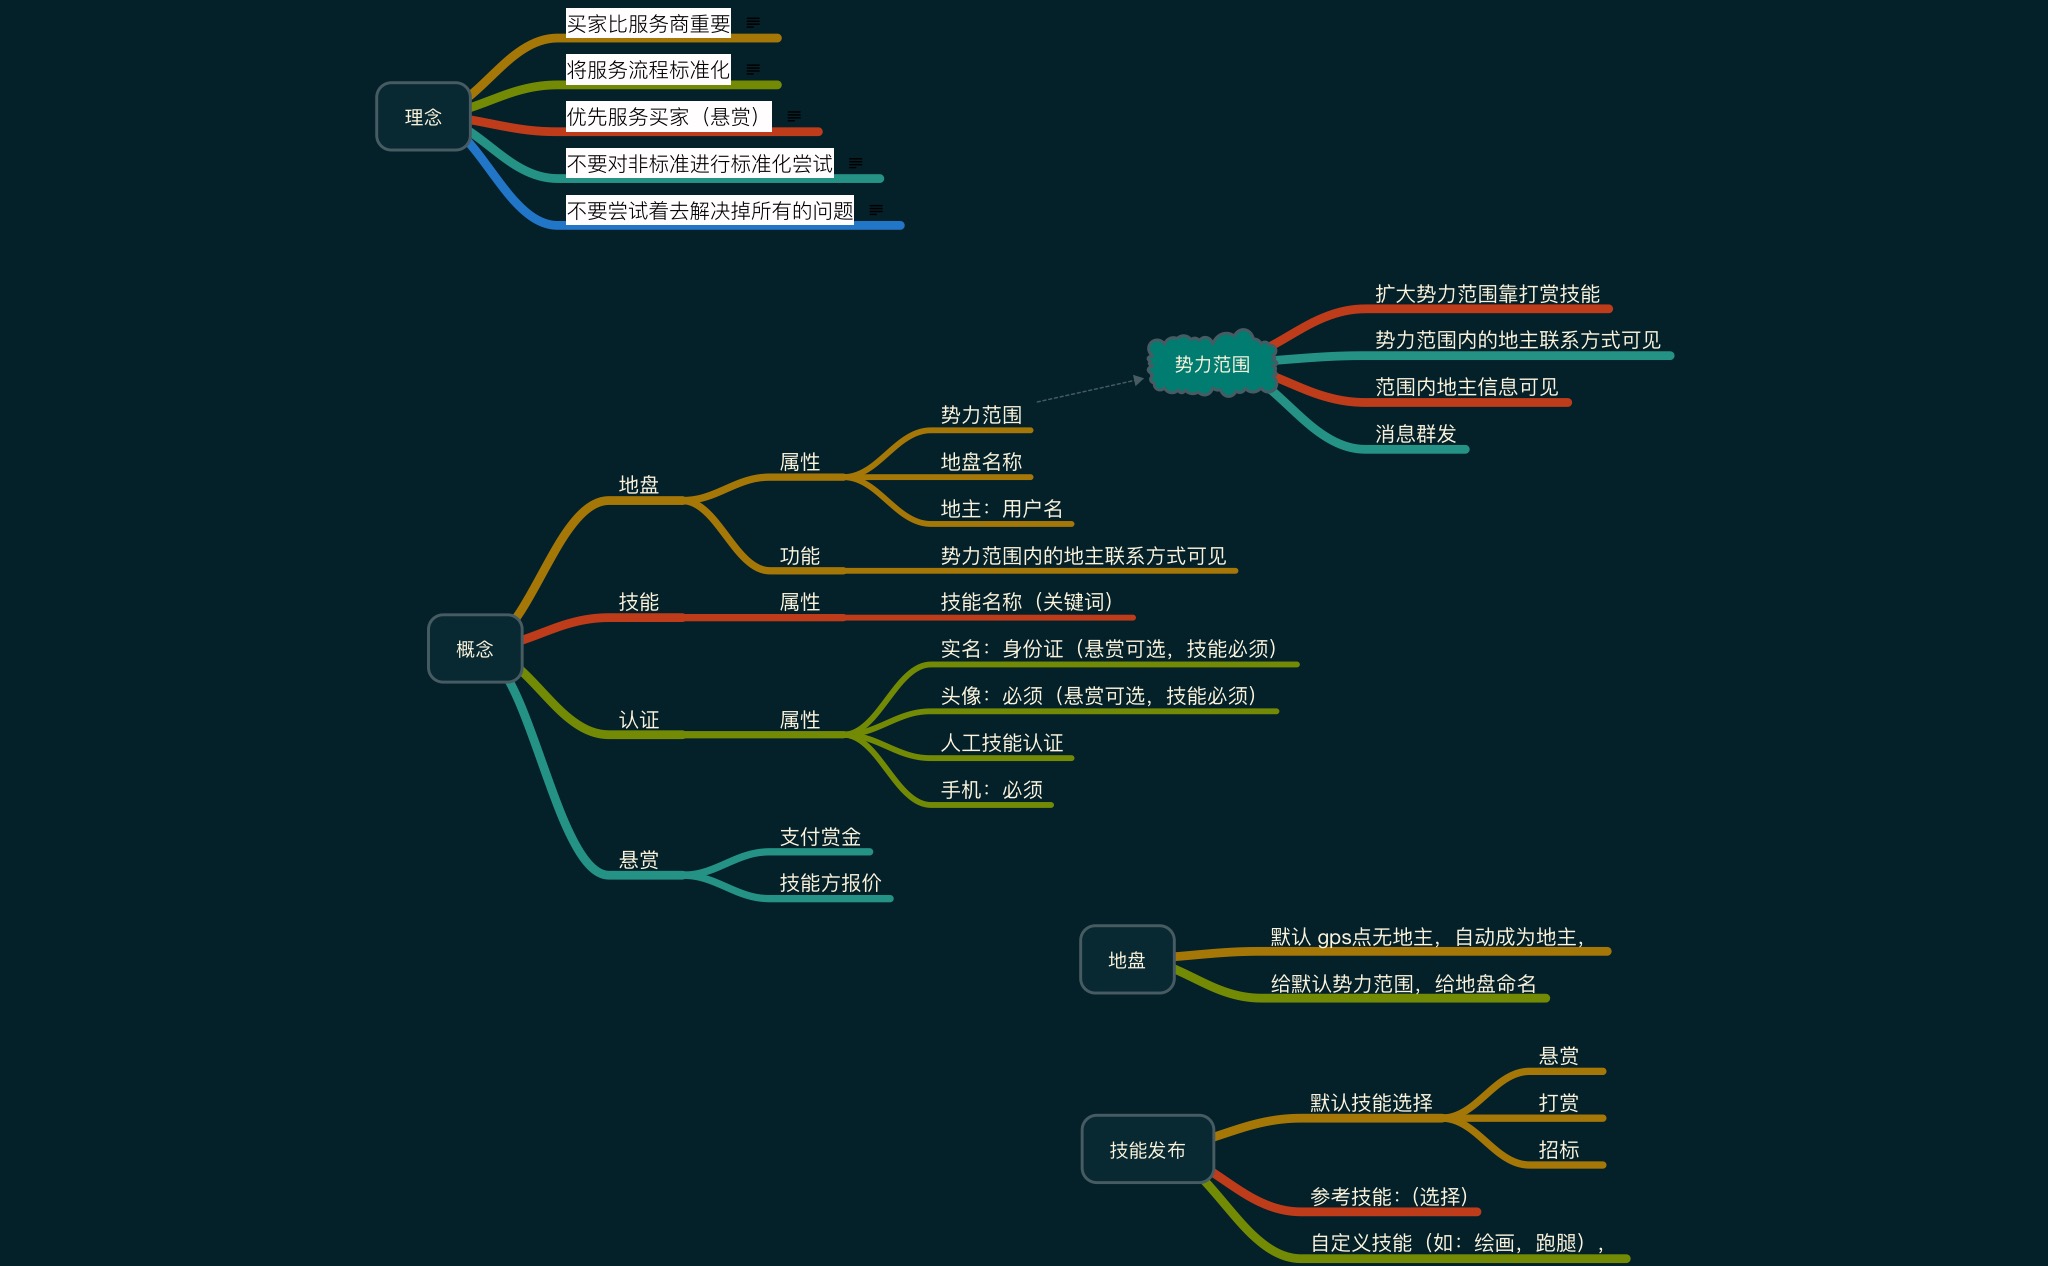 理念
买家比服务商重要
将服务流程标准化
优先服务买家（悬赏）
不要对非标准进行标准化尝试
不要尝试着去解决掉所有的问题
势力范围
扩大势力范围靠打赏技能
势力范围内的地主联系方式可见
范围内地主信息可见
消息群发
概念
地盘
属性
势力范围
地盘名称
地主：用户名
功能
势力范围内的地主联系方式可见
技能
属性
技能名称（关键词）
认证
属性
实名：身份证（悬赏可选，技能必须）
头像：必须（悬赏可选，技能必须）
人工技能认证
手机：必须
悬赏
支付赏金
技能方报价
地盘
默认 gps点无地主，自动成为地主，
给默认势力范围，给地盘命名
技能发布
默认技能选择
悬赏
打赏
招标
参考技能：（选择）
自定义技能（如：绘画，跑腿），